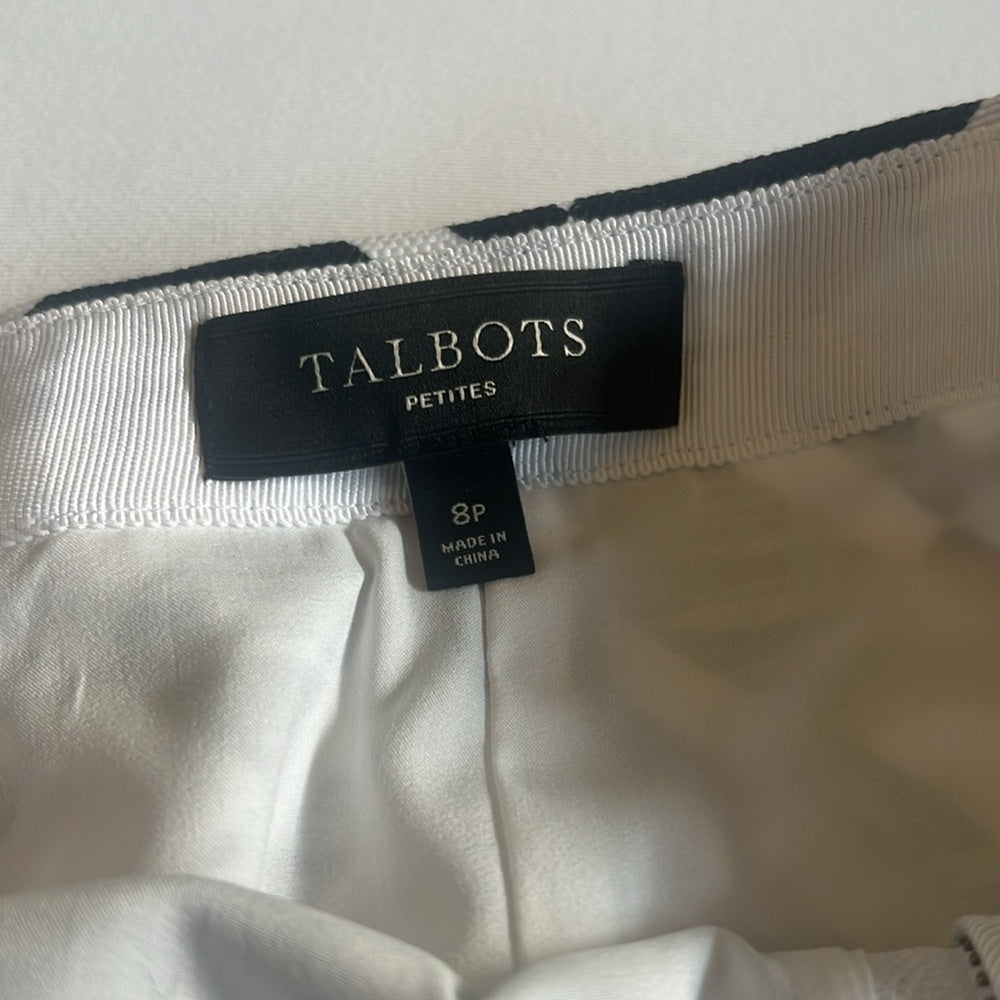 TALBOTS
PETITES
8P
MADE IN
CHINA